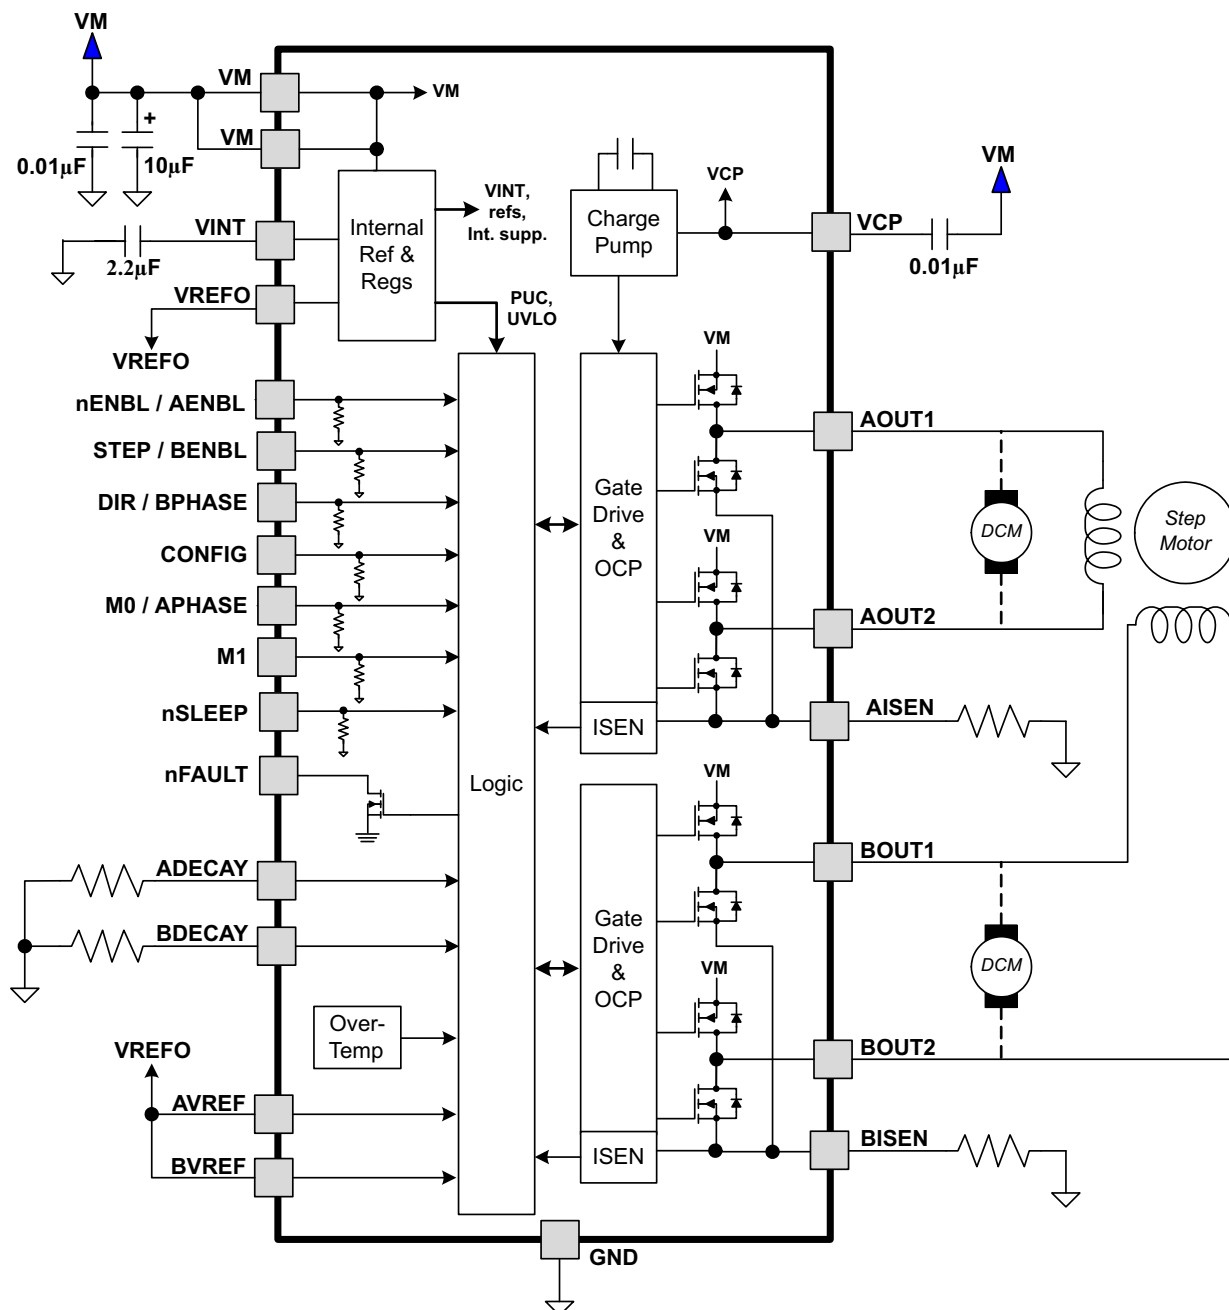 VM
VM
VM
VM
0.01µF
+
10µF
VINT
2.2µF
VREFO
VREFO
Internal
Ref &
Regs
VINT,
refs,
Int. supp.
PUC,
UVLO
Charge
Pump
VCP
VCP
VM
0.01µF
nENBL / AENBL
STEP / BENBL
DIR / BPHASE
CONFIG
M0 / APHASE
M1
nSLEEP
nFAULT
ADECAY
BDECAY
VREFO
AVREF
BVREF
Over-
Temp
Logic
Gate
Drive
&
OCP
ISEN
VM
VM
AOUT1
AOUT2
AISEN
DCM
Step
Motor
Gate
Drive
&
OCP
ISEN
VM
VM
BOUT1
BOUT2
BISEN
DCM
GND